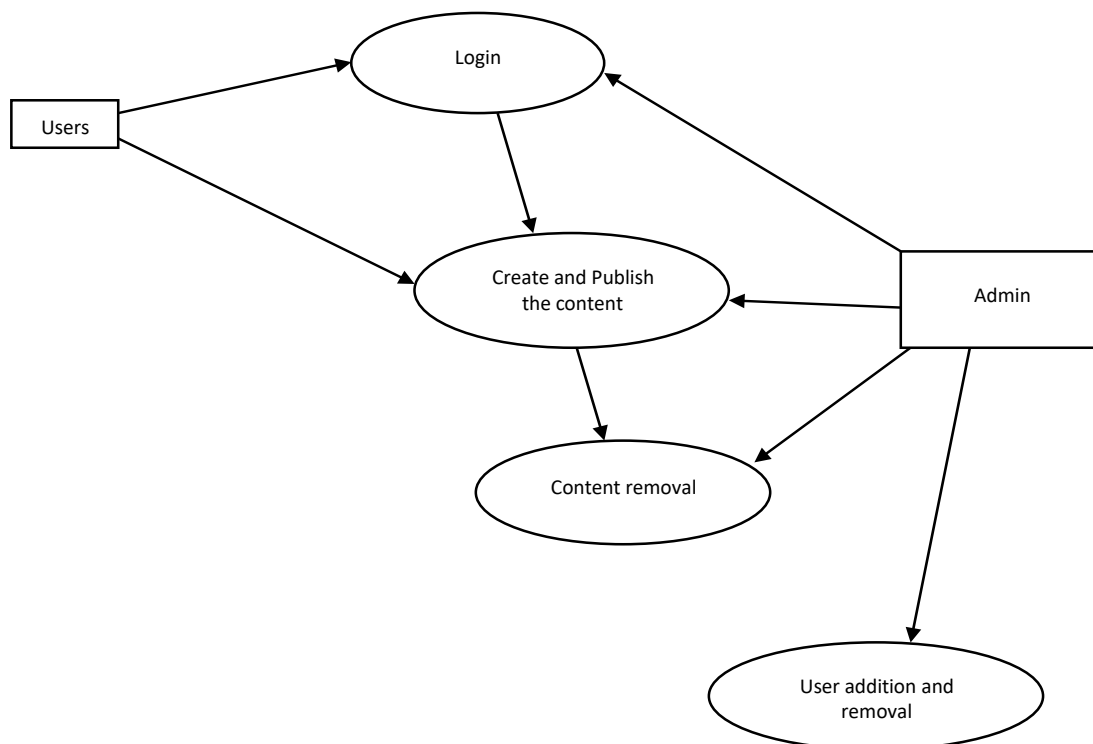 Login
Users
Create and Publish
the content
Admin
Content removal
User addition and
removal